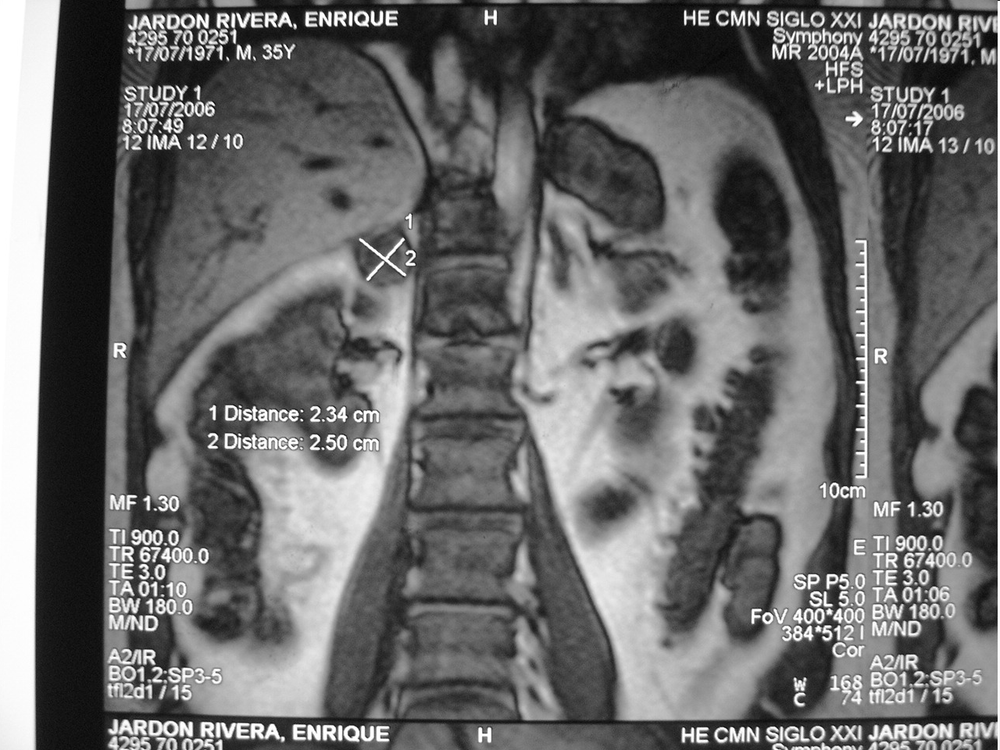 JARDON RIVERA, ENRIQUE
4295 70 0251
*17/07/1971, M, 35Y
STUDY 1
17/07/2006
8:07:49
12 IMA 12 / 10
H
HE CMN SIGLO XXI
Symphony
MR 2004A
HFS
+LPH
JARDON RIVE
4295 70 0251
*17/07/1971, M
STUDY 1
17/07/2006
8:07:17
12 IMA 13 / 10
1
2
R
R
1 Distance: 2.34 cm
2 Distance: 2.50 cm
10cm
MF 1.30
TI 900.0
TR 67400.0
TE 3.0
TA 01:10
BW 180.0
M/ND
A2/IR
BO1,2;SP3-5
tfl2d1 / 15
E
SP P5.0
SL 5.0
FoV 400*400
384*512 I
Cor
W 168
C 74
MF 1.30
TI 900.0
TR 67400.0
TE 3.0
TA 01:06
BW 180.0
M/ND
A2/IR
BO1,2;SP3-5
tfl2d1 / 15
JARDON RIVERA, ENRIQUE
4295 70 0251
H
HE CMN SIGLO XXI
Symphony
JARDON RIV
4295 70 0251